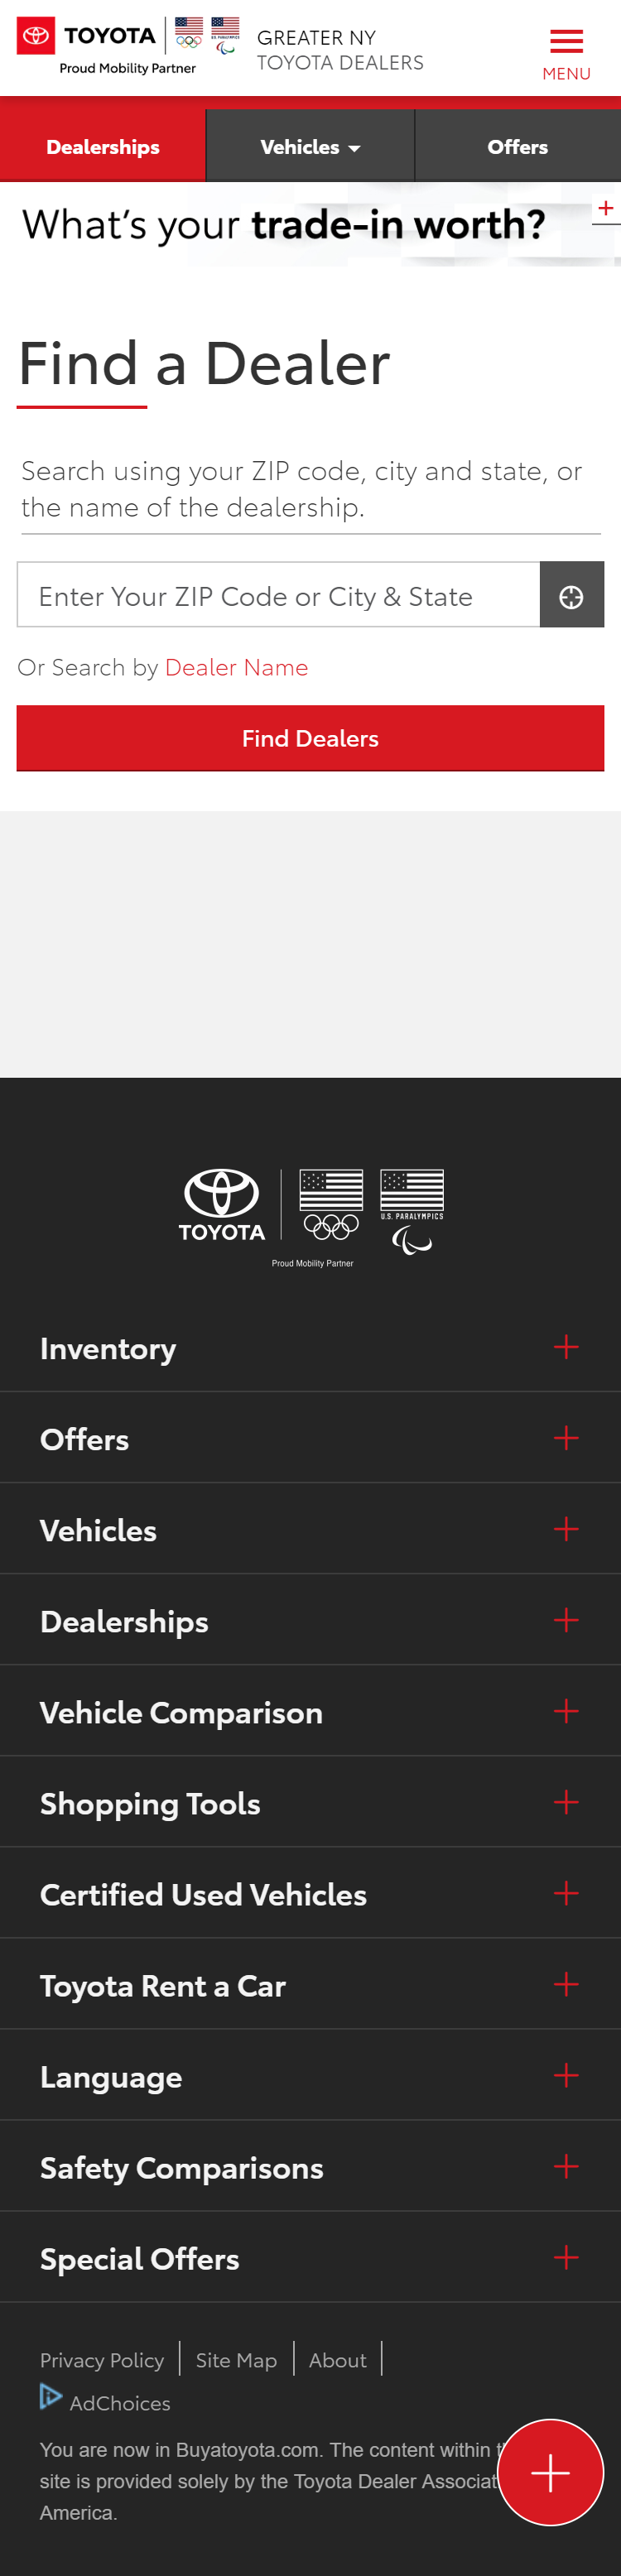 TOYOTA
U.S. PARALYMPICS
Proud Mobility Partner
GREATER NY
TOYOTA DEALERS
MENU
Dealerships
Vehicles
Offers
What's your trade-in worth?
Find a Dealer
Search using your ZIP code, city and state, or
the name of the dealership.
Enter Your ZIP Code or City & State
Or Search by Dealer Name
Find Dealers
TOYOTA
U.S. PARALYMPICS
Proud Mobility Partner
Inventory
Offers
Vehicles
Dealerships
Vehicle Comparison
Shopping Tools
Certified Used Vehicles
Toyota Rent a Car
Language
Safety Comparisons
Special Offers
Privacy Policy
Site Map
About
AdChoices
You are now in Buyatoyota.com. The content within
site is provided solely by the Toyota Dealer Associat
America.